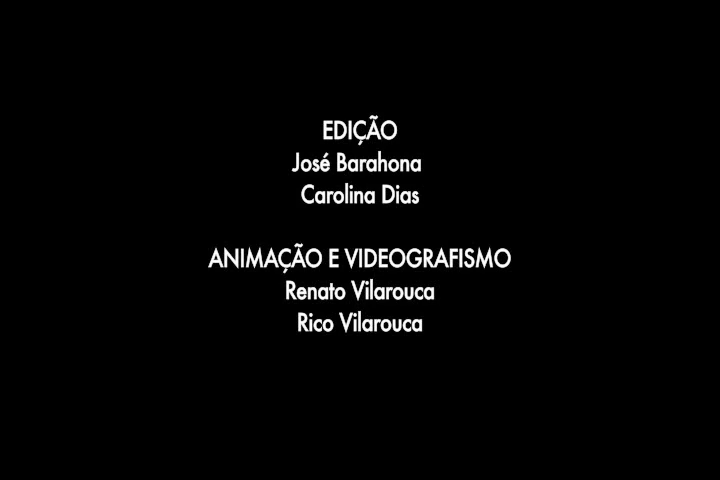 EDIÇÃO
José Barahona
Carolina Dias
ANIMAÇÃO E VIDEOGRAFISMO
Renato Vilarouca
Rico Vilarouca